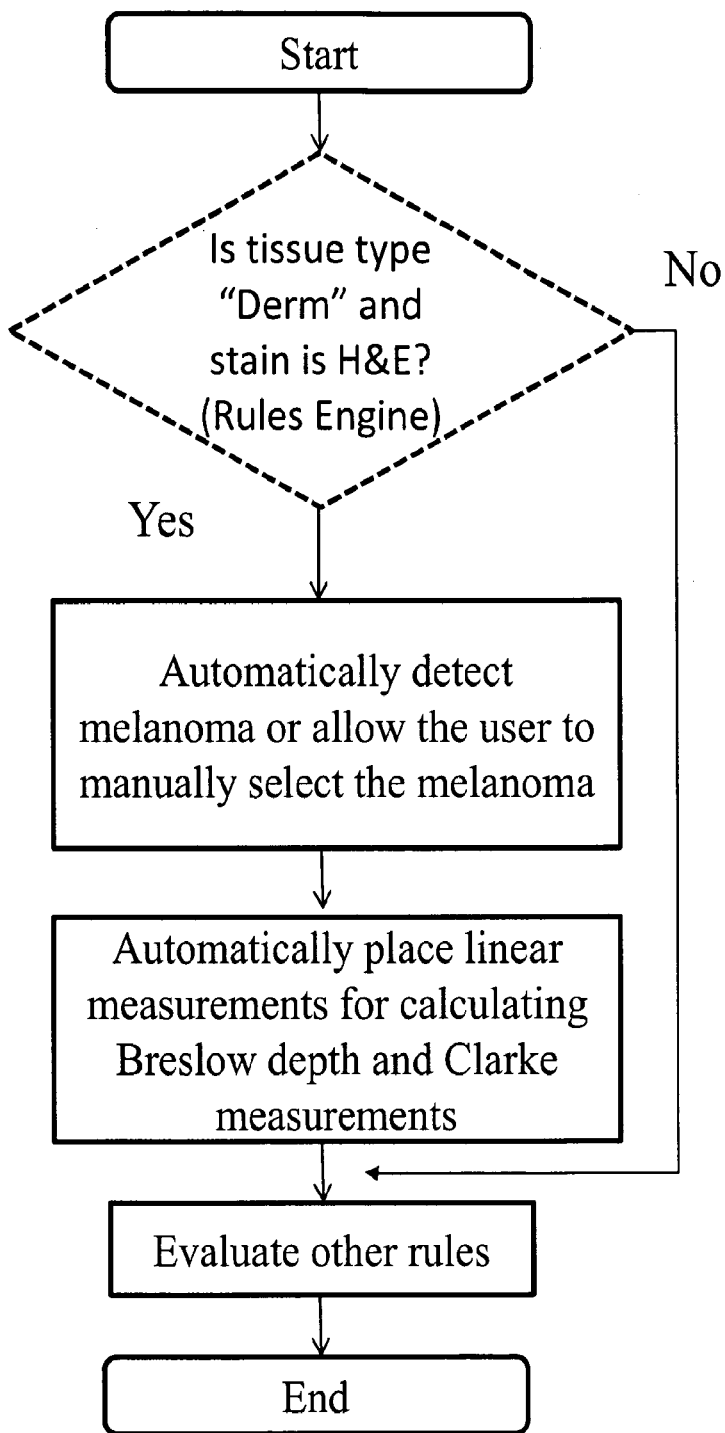 Start
Is tissue type
“Derm” and
stain is H&E?
(Rules Engine)
No
Yes
Automatically detect
melanoma or allow the user to
manually select the melanoma
Automatically place linear
measurements for calculating
Breslow depth and Clarke
measurements
Evaluate other rules
End